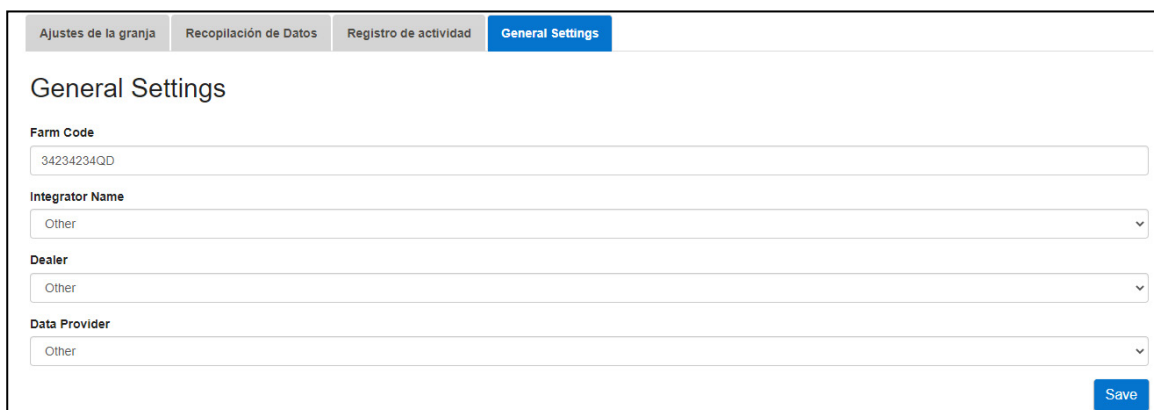 Ajustes de la granja Recopilación de Datos Registro de actividad General Settings
General Settings
Farm Code
34234234QD
Integrator Name
Other
Dealer
Other
Data Provider
Other
Save